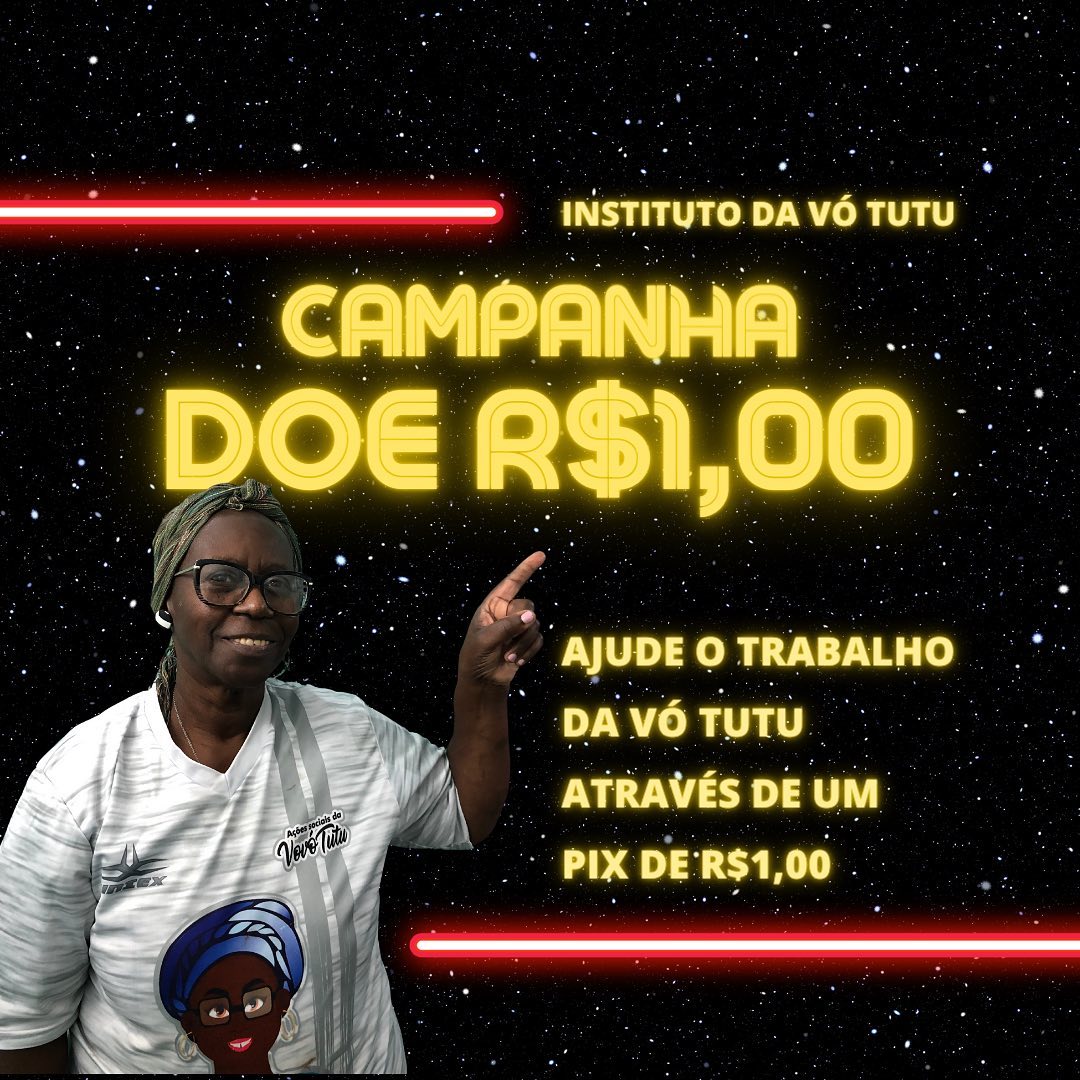 INSTITUTO DA VÓ TUTU
CAMPANHA
DOE R$1,00
AJUDE O TRABALHO
DA VÓ TUTU
ATRAVÉS DE UM
PIX DE R$1,00
Ações sociais da
Vovó Tutu